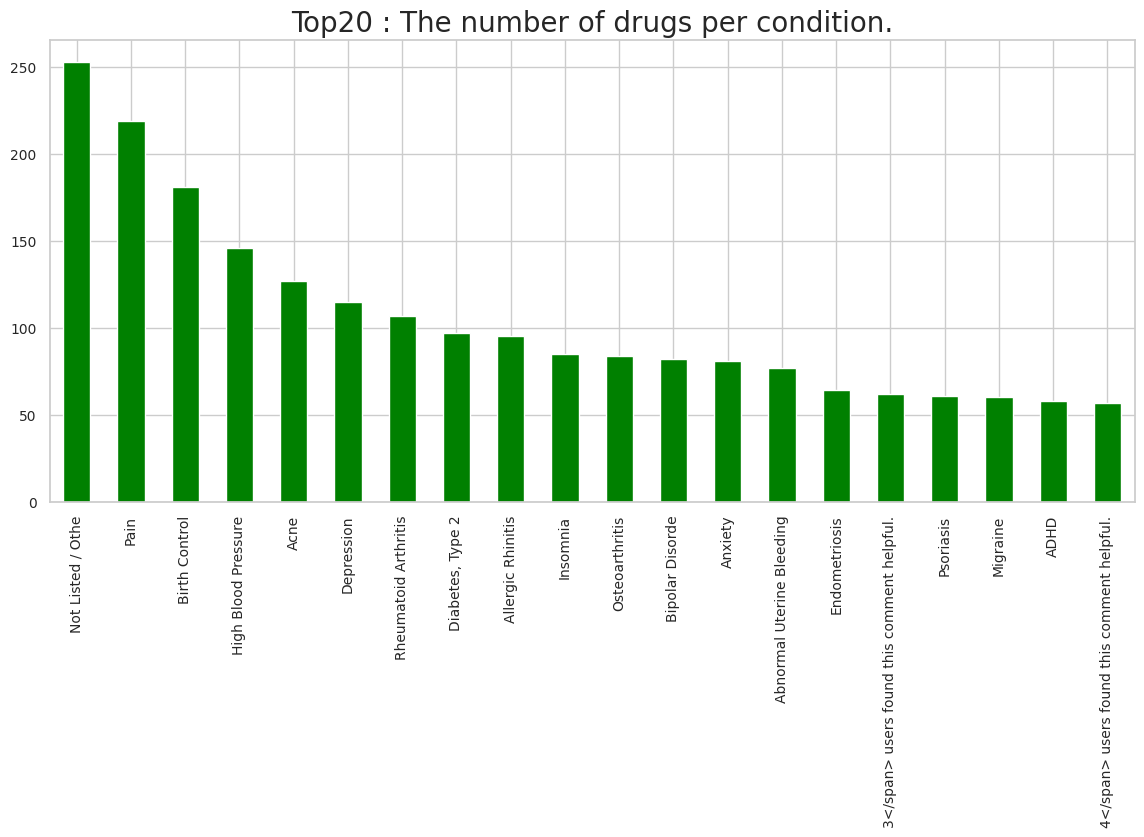 Top20 : The number of drugs per condition.
250
200
150
100
50
0
Not Listed / Othe
Pain
Birth Control
High Blood Pressure
Acne
Depression
Rheumatoid Arthritis
Diabetes, Type 2
Allergic Rhinitis
Insomnia
Osteoarthritis
Bipolar Disorde
Anxiety
Abnormal Uterine Bleeding
Endometriosis
3</span> users found this comment helpful.
Psoriasis
Migraine
ADHD
4</span> users found this comment helpful.